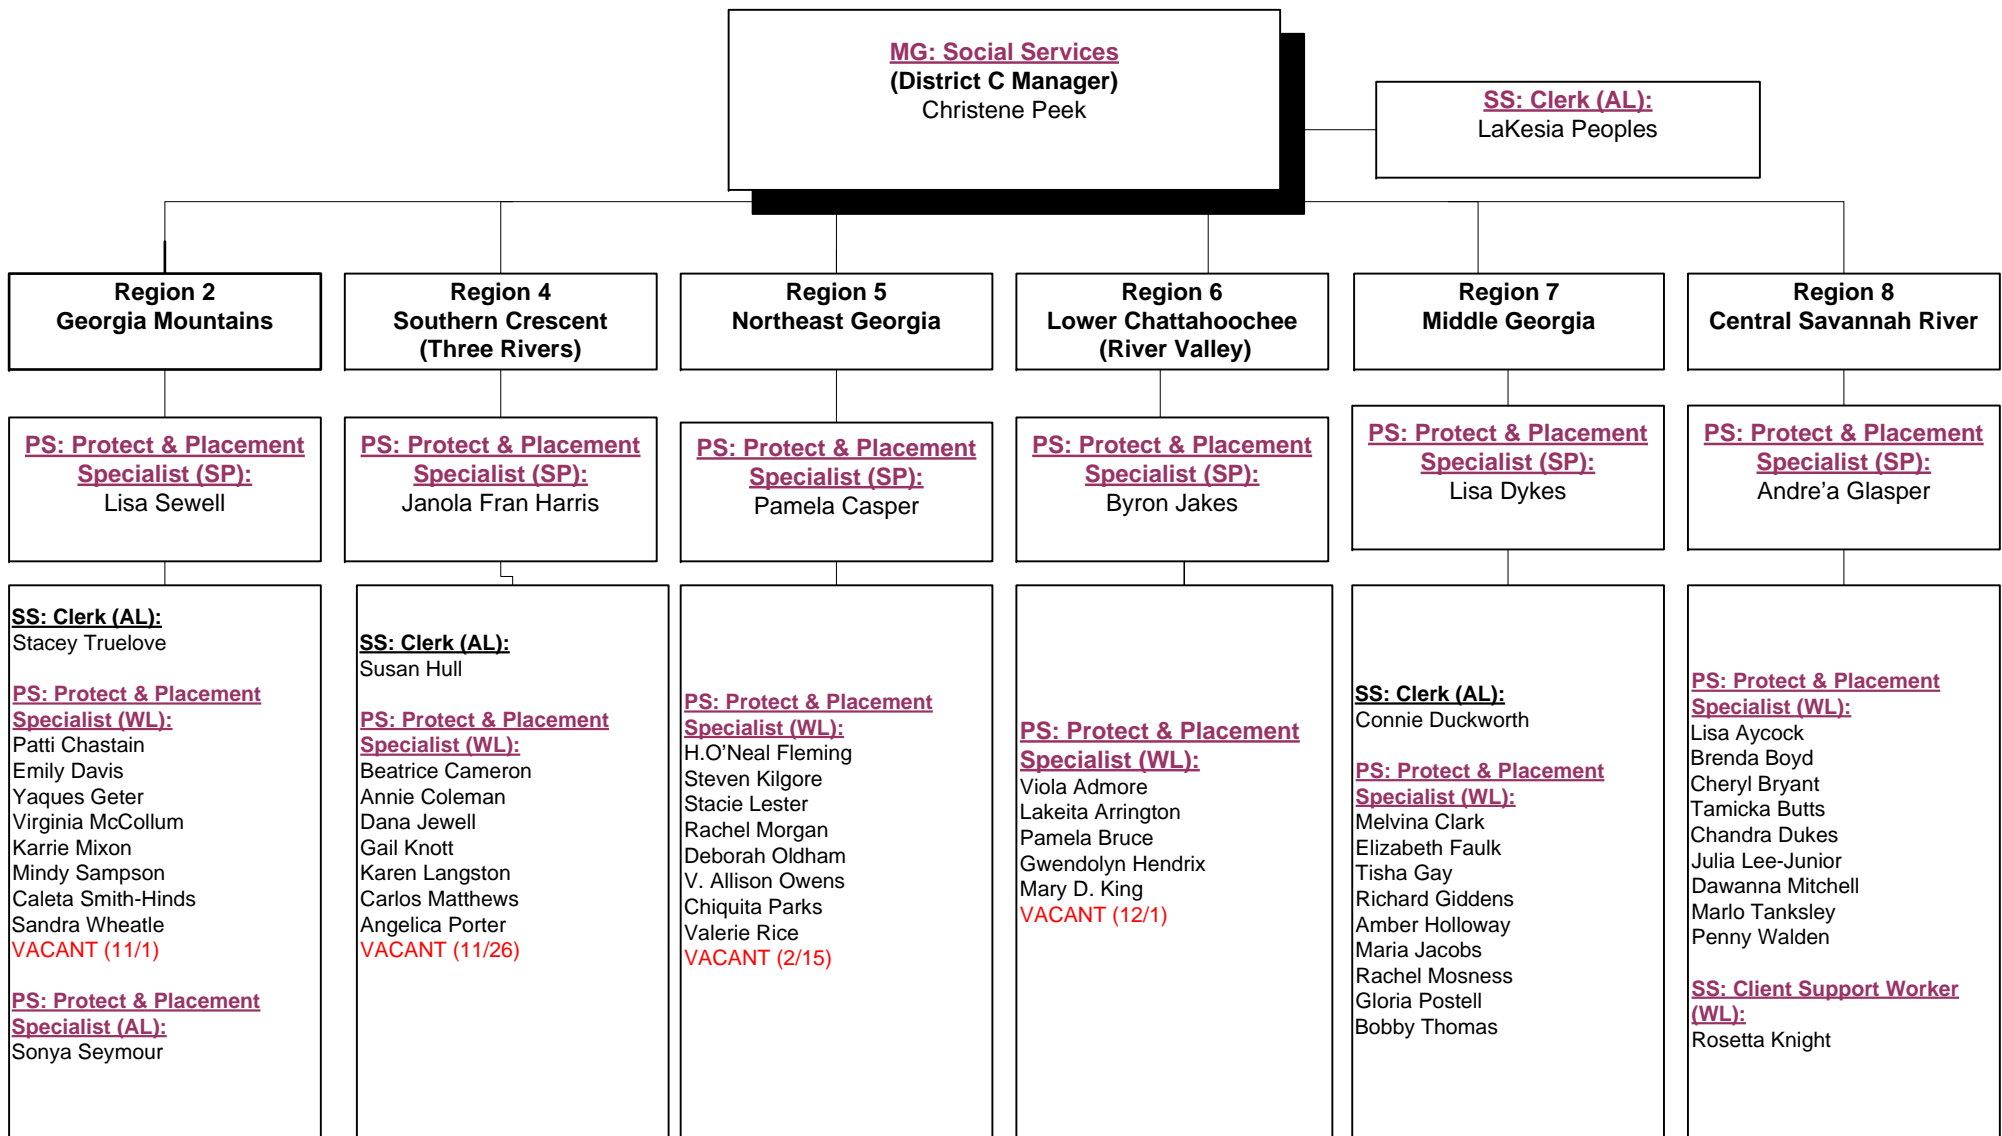 MG: Social Services
(District C Manager)
Christene Peek
SS: Clerk (AL):
LaKesia Peoples
Region 2
Georgia Mountains
Region 4
Southern Crescent
(Three Rivers)
Region 5
Northeast Georgia
Region 6
Lower Chattahoochee
(River Valley)
Region 7
Middle Georgia
Region 8
Central Savannah River
PS: Protect & Placement
Specialist (SP):
Lisa Sewell
PS: Protect & Placement
Specialist (SP):
Janola Fran Harris
PS: Protect & Placement
Specialist (SP):
Pamela Casper
PS: Protect & Placement
Specialist (SP):
Byron Jakes
PS: Protect & Placement
Specialist (SP):
Lisa Dykes
PS: Protect & Placement
Specialist (SP):
Andre’a Glasper
SS: Clerk (AL):
Stacey Truelove
PS: Protect & Placement
Specialist (WL):
Patti Chastain
Emily Davis
Yaques Geter
Virginia McCollum
Karrie Mixon
Mindy Sampson
Caleta Smith-Hinds
Sandra Wheatle
VACANT (11/1)
PS: Protect & Placement
Specialist (AL):
Sonya Seymour
SS: Clerk (AL):
Susan Hull
PS: Protect & Placement
Specialist (WL):
Beatrice Cameron
Annie Coleman
Dana Jewell
Gail Knott
Karen Langston
Carlos Matthews
Angelica Porter
VACANT (11/26)
PS: Protect & Placement
Specialist (WL):
H.O’Neal Fleming
Steven Kilgore
Stacie Lester
Rachel Morgan
Deborah Oldham
V. Allison Owens
Chiquita Parks
Valerie Rice
VACANT (2/15)
PS: Protect & Placement
Specialist (WL):
Viola Admore
Lakeita Arrington
Pamela Bruce
Gwendolyn Hendrix
Mary D. King
VACANT (12/1)
SS: Clerk (AL):
Connie Duckworth
PS: Protect & Placement
Specialist (WL):
Melvina Clark
Elizabeth Faulk
Tisha Gay
Richard Giddens
Amber Holloway
Maria Jacobs
Rachel Mosness
Gloria Postell
Bobby Thomas
PS: Protect & Placement
Specialist (WL):
Lisa Aycock
Brenda Boyd
Cheryl Bryant
Tamicka Butts
Chandra Dukes
Julia Lee-Junior
Dawanna Mitchell
Marlo Tanksley
Penny Walden
SS: Client Support Worker
(WL):
Rosetta Knight